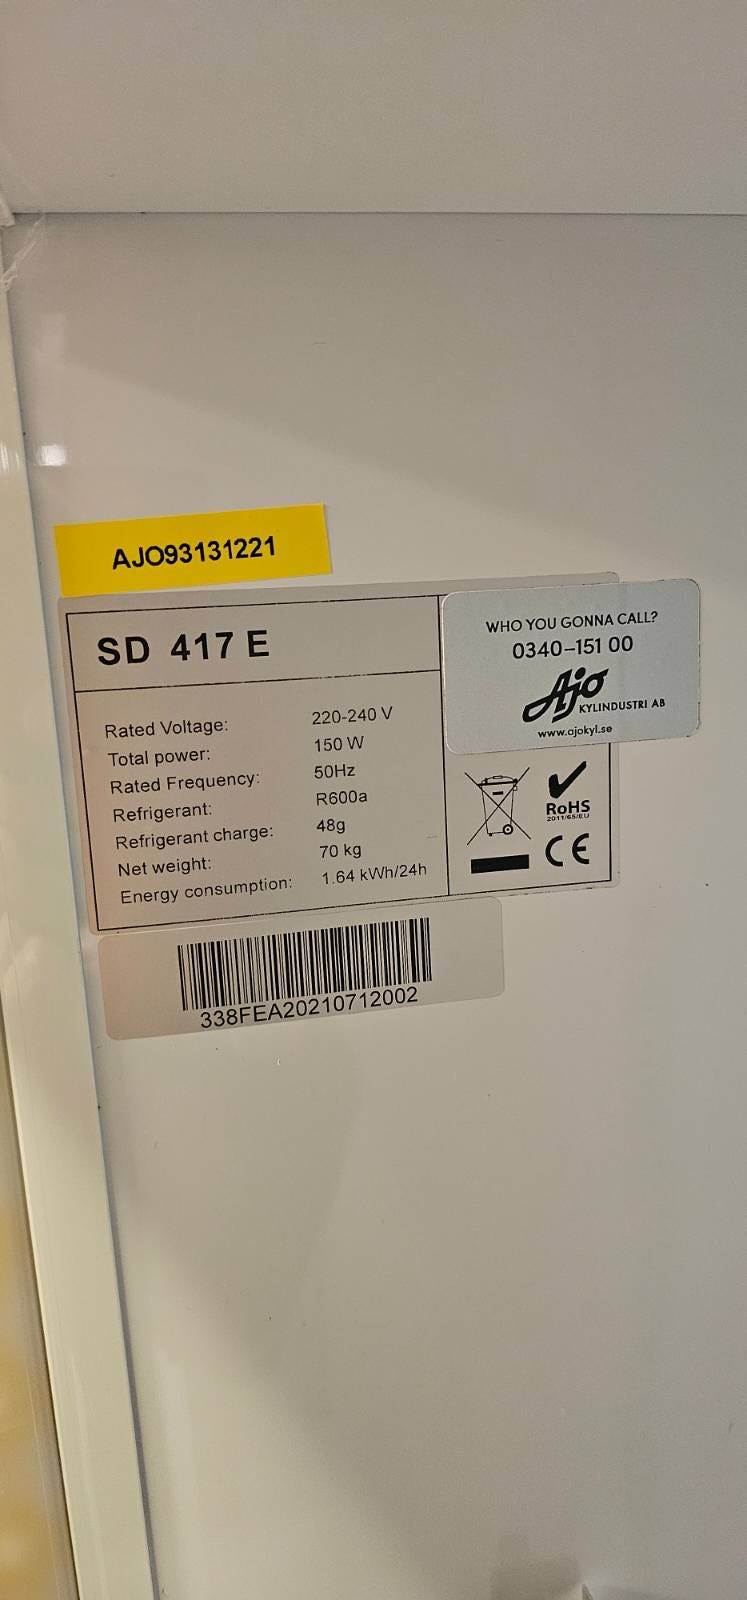 AJO93131221
SD 417 E
Rated Voltage: 220-240 V
Total power: 150 W
Rated Frequency: 50Hz
Refrigerant: R600a
Refrigerant charge: 48g
Net weight: 70 kg
Energy consumption: 1.64 kWh/24h
WHO YOU GONNA CALL?
0340-151 00
Ajo
KYLINDUSTRI AB
www.ajokyl.se
RoHS
2011/65/EU
CE
338FEA20210712002